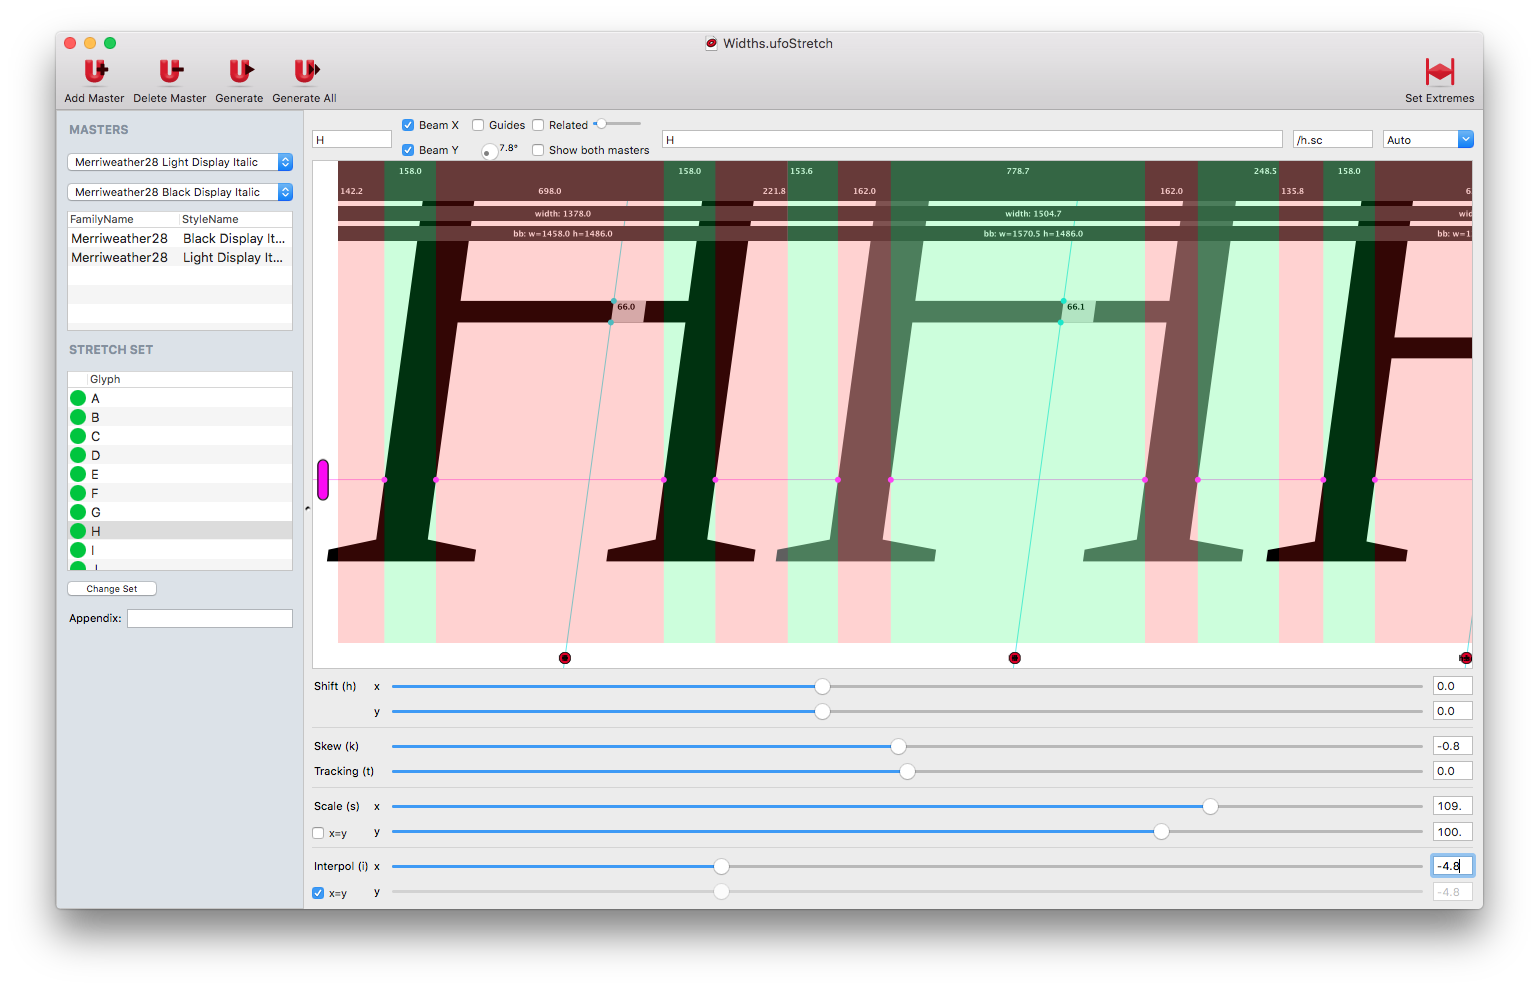 Widths.ufoStretch
Add Master Delete Master Generate Generate All Set Extremes
MASTERS
Merriweather28 Light Display Italic
Merriweather28 Black Display Italic
FamilyName StyleName
Merriweather28 Black Display It...
Merriweather28 Light Display It...
STRETCH SET
Glyph
A
B
C
D
E
F
G
H
I
Change Set
Appendix:
H
Beam X Guides Related
Beam Y 7.8° Show both masters
H
/h.sc
Auto
158.0 158.0 153.6 778.7 248.5 158.0
142.2 698.0 221.8 162.0 162.0 135.8
width: 1378.0 width: 1504.7
bb: w=1458.0 h=1486.0 bb: w=1570.5 h=1486.0
66.0 66.1
H H H
Shift (h) x 0.0
y 0.0
Skew (k) -0.8
Tracking (t) 0.0
Scale (s) x 109.
x=y y 100.
Interpol (i) x -4.8
x=y y -4.8